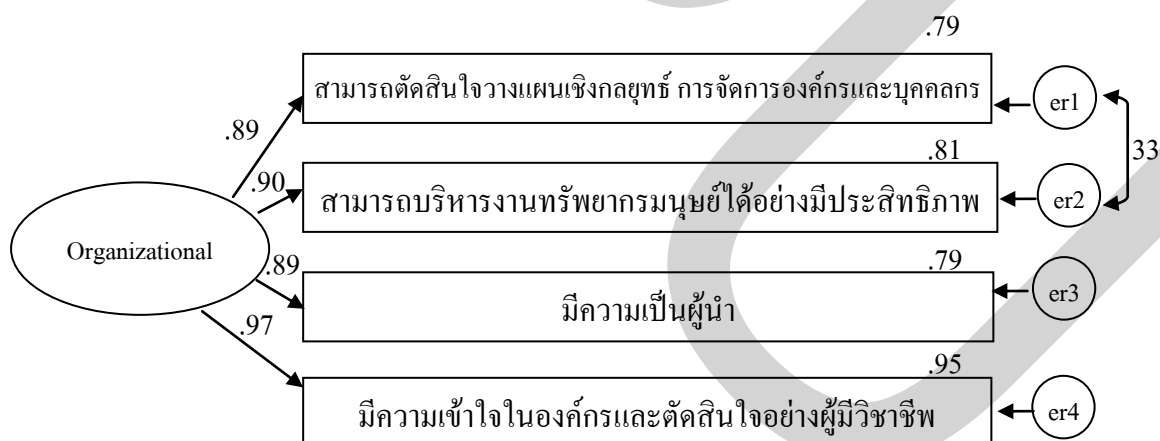 .79
สามารถตัดสินใจวางแผนเชิงกลยุทธ์ การจัดการองค์กรและบุคคลกร
er1
.89
.81
33
.90
สามารถบริหารงานทรัพยากรมนุษย์ได้อย่างมีประสิทธิภาพ
er2
Organizational
.89
.79
มีความเป็นผู้นำ
er3
.97
.95
มีความเข้าใจในองค์กรและตัดสินใจอย่างผู้มีวิชาชีพ
er4